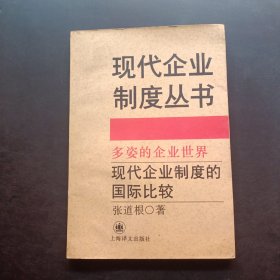 现代企业
制度丛书
多姿的企业世界
现代企业制度的
国际比较
张道根〇著
上海译文出版社